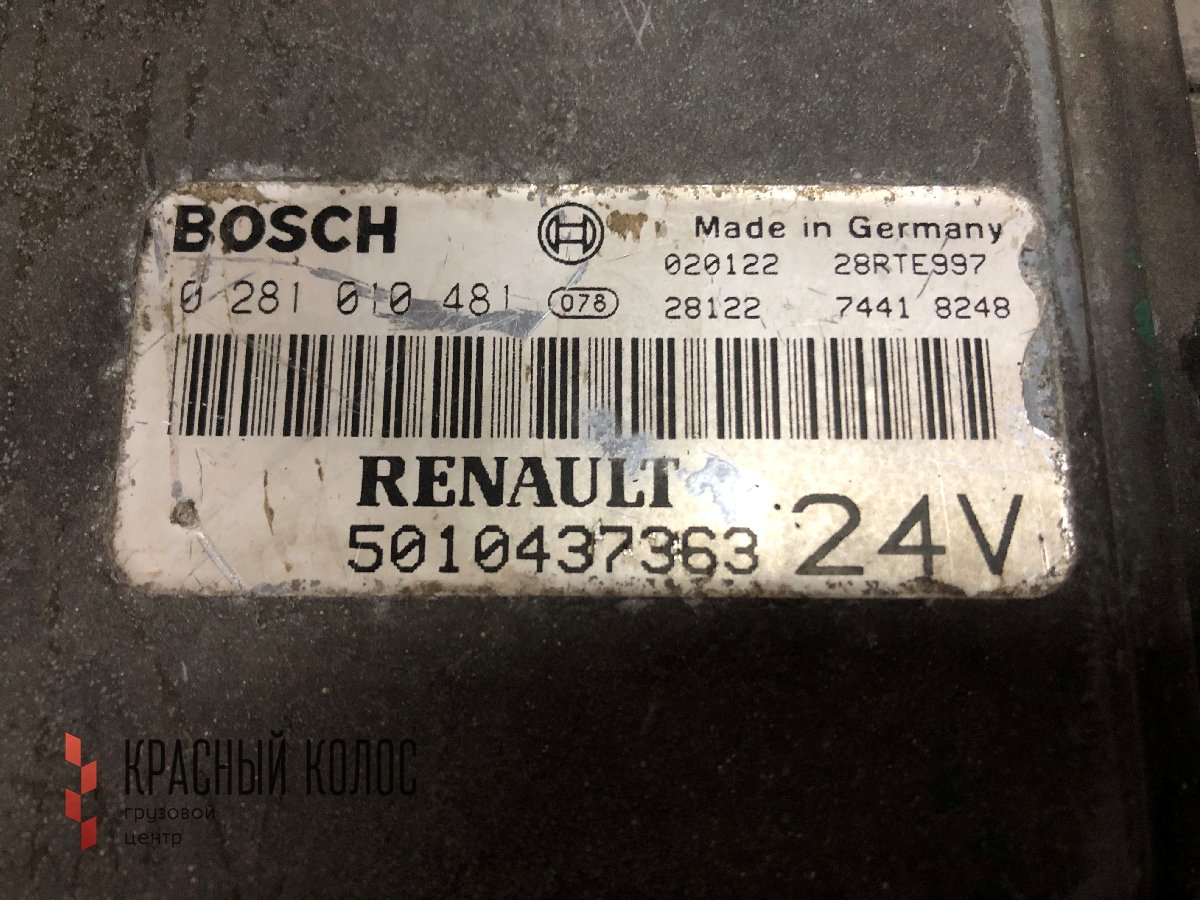 BOSCH
Made in Germany
020122 28RTE997
0 281 010 481 078 28122 7441 8248
RENAULT
5010437363 24V
КРАСНЫЙ КОЛОС
грузовой
центр